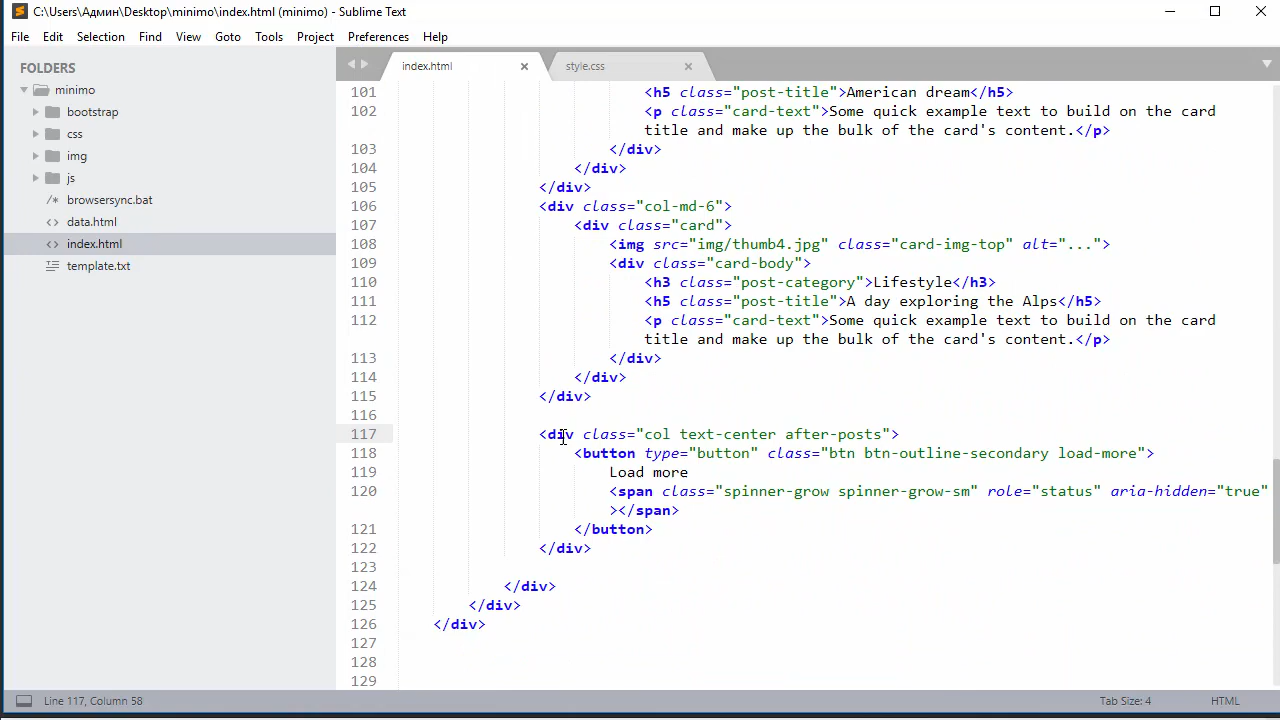 C:\Users\Админ\Desktop\minimo\index.html (minimo) - Sublime Text
File Edit Selection Find View Goto Tools Project Preferences Help
FOLDERS
minimo
bootstrap
css
img
js
browsersync.bat
data.html
index.html
template.txt
index.html style.css
101 <h5 class="post-title">American dream</h5>
102 <p class="card-text">Some quick example text to build on the card
title and make up the bulk of the card's content.</p>
103 </div>
104 </div>
105 </div>
106 <div class="col-md-6">
107 <div class="card">
108 <img src="img/thumb4.jpg" class="card-img-top" alt="...">
109 <div class="card-body">
110 <h3 class="post-category">Lifestyle</h3>
111 <h5 class="post-title">A day exploring the Alps</h5>
112 <p class="card-text">Some quick example text to build on the card
title and make up the bulk of the card's content.</p>
113 </div>
114 </div>
115 </div>
116
117 <div class="col text-center after-posts">
118 <button type="button" class="btn btn-outline-secondary load-more">
119 Load more
120 <span class="spinner-grow spinner-grow-sm" role="status" aria-hidden="true"
></span>
121 </button>
122 </div>
123
124 </div>
125 </div>
126 </div>
127
128
129
Line 117, Column 58 Tab Size: 4 HTML